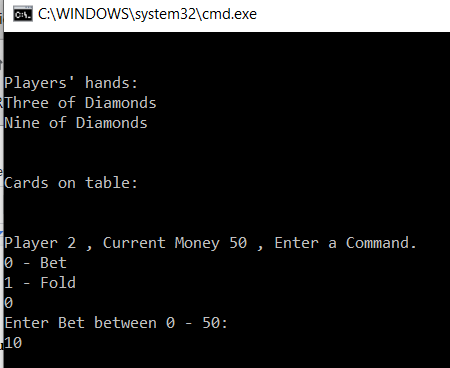 C:\WINDOWS\system32\cmd.exe
Players' hands:
Three of Diamonds
Nine of Diamonds
Cards on table:
Player 2 , Current Money 50 , Enter a Command.
0 - Bet
1 - Fold
0
Enter Bet between 0 - 50:
10